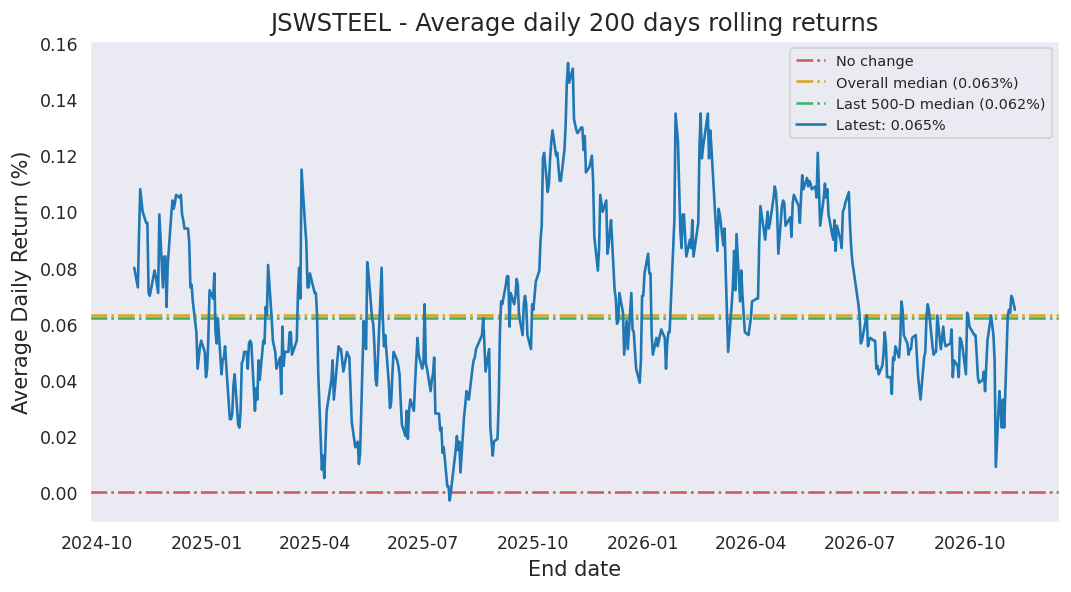 JSWSTEEL - Average daily 200 days rolling returns
0.16
0.14
0.12
0.10
0.08
0.06
0.04
0.02
0.00
Average Daily Return (%)
No change
Overall median (0.063%)
Last 500-D median (0.062%)
Latest: 0.065%
2024-10 2025-01 2025-04 2025-07 2025-10 2026-01 2026-04 2026-07 2026-10
End date